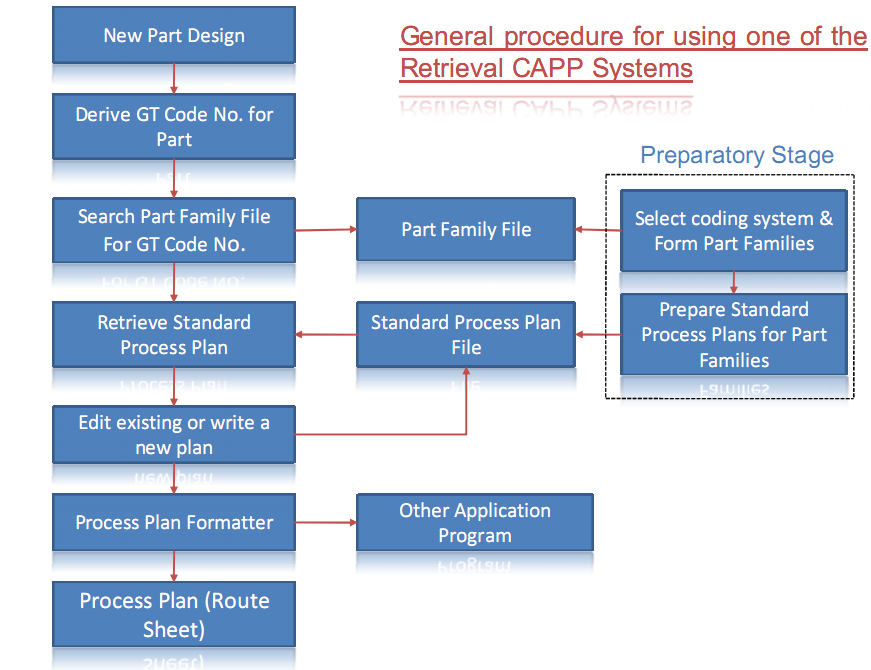 General procedure for using one of the
Retrieval CAPP Systems
New Part Design
Derive GT Code No. for
Part
Preparatory Stage
Search Part Family File
For GT Code No.
Part Family File
Select coding system &
Form Part Families
Retrieve Standard
Process Plan
Standard Process Plan
File
Prepare Standard
Process Plans for Part
Families
Edit existing or write a
new plan
Process Plan Formatter
Other Application
Program
Process Plan (Route
Sheet)